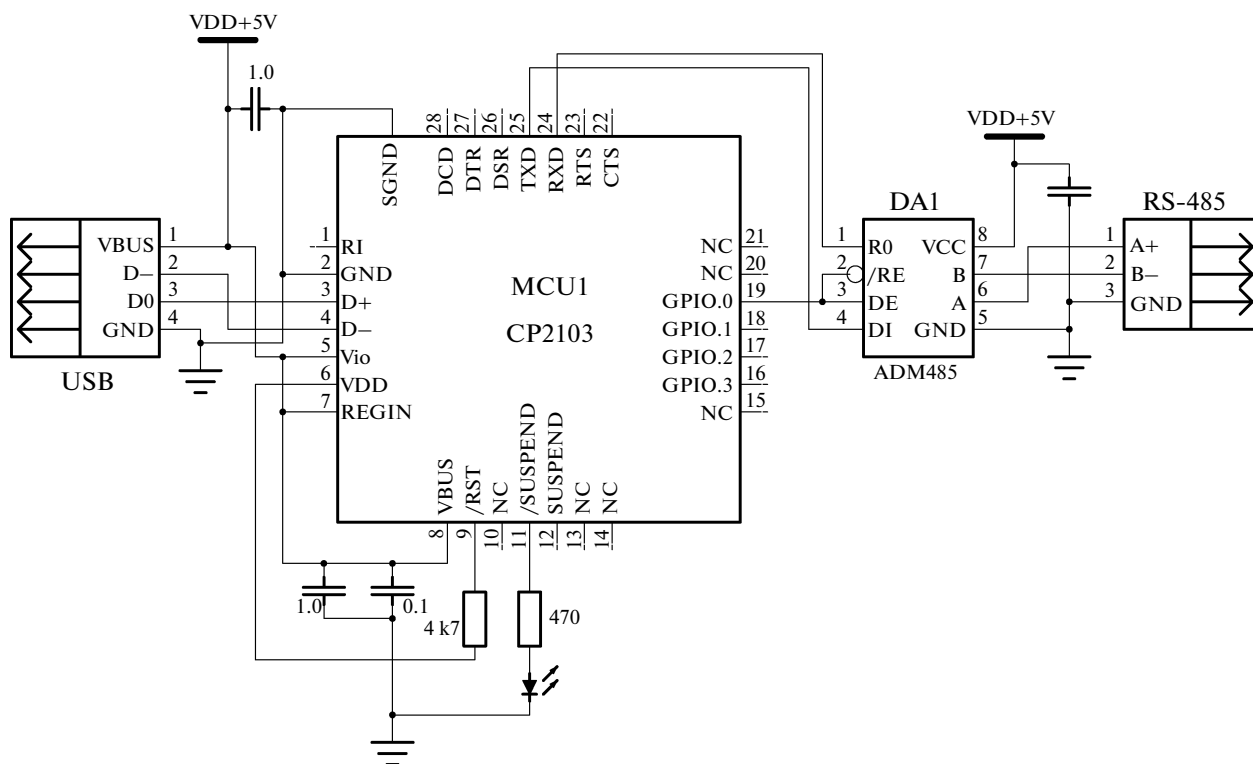 VDD+5V
1.0
28 27 26 25 24 23 22
SGND DCD DTR DSR TXD RXD RTS CTS
VDD+5V
USB
VBUS 1
D− 2
D0 3
GND 4
1 RI
2 GND
3 D+
4 D−
5 Vio
6 VDD
7 REGIN
MCU1
CP2103
NC 21
NC 20
GPIO.0 19
GPIO.1 18
GPIO.2 17
GPIO.3 16
NC 15
VBUS /RST NC /SUSPEND SUSPEND NC NC
8 9 10 11 12 13 14
DA1
1 R0 VCC 8
2 /RE B 7
3 DE A 6
4 DI GND 5
ADM485
RS-485
1 A+
2 B−
3 GND
1.0
0.1
4 k7
470